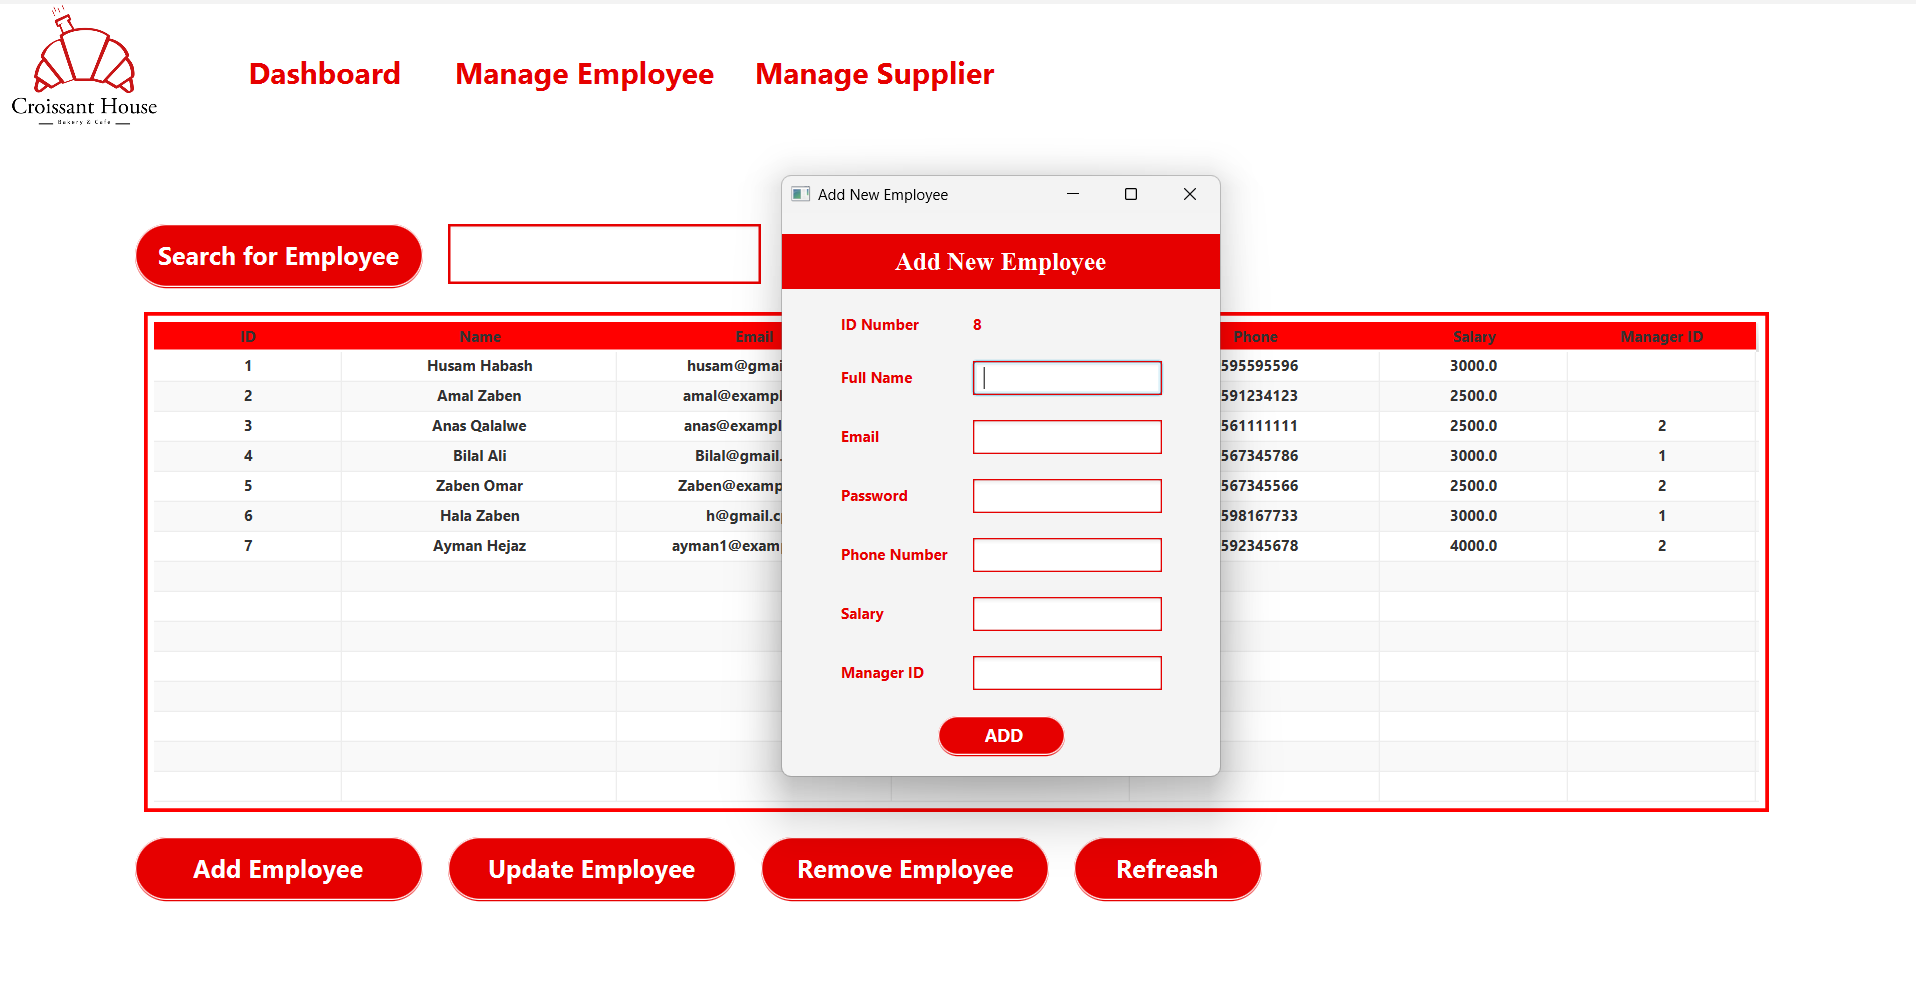 Croissant House
Bakery & Cafe
Dashboard Manage Employee Manage Supplier
Add New Employee
Search for Employee
Add New Employee
ID Number 8
Full Name
Email
Password
Phone Number
Salary
Manager ID
ADD
ID Name Email Phone Salary Manager ID
1 Husam Habash husam@gmai 595595596 3000.0
2 Amal Zaben amal@exampl 591234123 2500.0
3 Anas Qalalwe anas@exampl 561111111 2500.0 2
4 Bilal Ali Bilal@gmail. 567345786 3000.0 1
5 Zaben Omar Zaben@examp 567345566 2500.0 2
6 Hala Zaben h@gmail.c 598167733 3000.0 1
7 Ayman Hejaz ayman1@exam 592345678 4000.0 2
Add Employee Update Employee Remove Employee Refreash